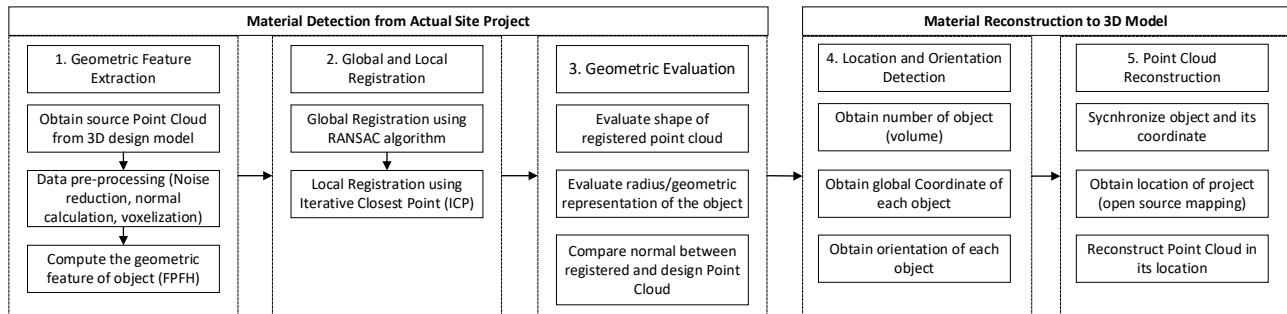 Material Detection from Actual Site Project
1. Geometric Feature
Extraction
Obtain source Point Cloud
from 3D design model
Data pre-processing (Noise
reduction, normal
calculation, voxelization)
Compute the geometric
feature of object (FPFH)
2. Global and Local
Registration
Global Registration using
RANSAC algorithm
Local Registration using
Iterative Closest Point (ICP)
3. Geometric Evaluation
Evaluate shape of
registered point cloud
Evaluate radius/geometric
representation of the object
Compare normal between
registered and design Point
Cloud
Material Reconstruction to 3D Model
4. Location and Orientation
Detection
Obtain number of object
(volume)
Obtain global Coordinate of
each object
Obtain orientation of each
object
5. Point Cloud
Reconstruction
Sycnhronize object and its
coordinate
Obtain location of project
(open source mapping)
Reconstruct Point Cloud in
its location